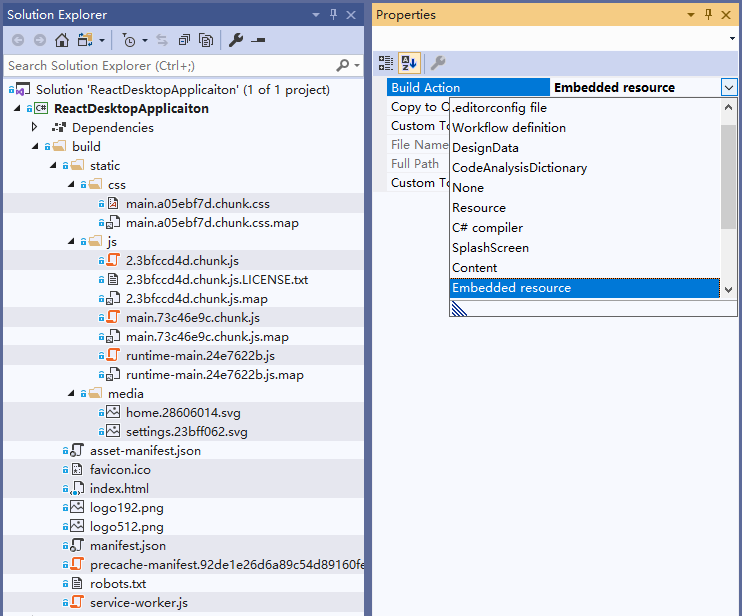 Solution Explorer
Search Solution Explorer (Ctrl+;)
Solution 'ReactDesktopApplicaiton' (1 of 1 project)
C# ReactDesktopApplicaiton
Dependencies
build
static
css
main.a05ebf7d.chunk.css
main.a05ebf7d.chunk.css.map
js
2.3bfccd4d.chunk.js
2.3bfccd4d.chunk.js.LICENSE.txt
2.3bfccd4d.chunk.js.map
main.73c46e9c.chunk.js
main.73c46e9c.chunk.js.map
runtime-main.24e7622b.js
runtime-main.24e7622b.js.map
media
home.28606014.svg
settings.23bff062.svg
asset-manifest.json
favicon.ico
index.html
logo192.png
logo512.png
manifest.json
precache-manifest.92de1e26d6a89c54d89160fe
robots.txt
service-worker.js
Properties
Build Action Embedded resource
Copy to C
Custom To
File Name
Full Path
Custom To
.editorconfig file
Workflow definition
DesignData
CodeAnalysisDictionary
None
Resource
C# compiler
SplashScreen
Content
Embedded resource